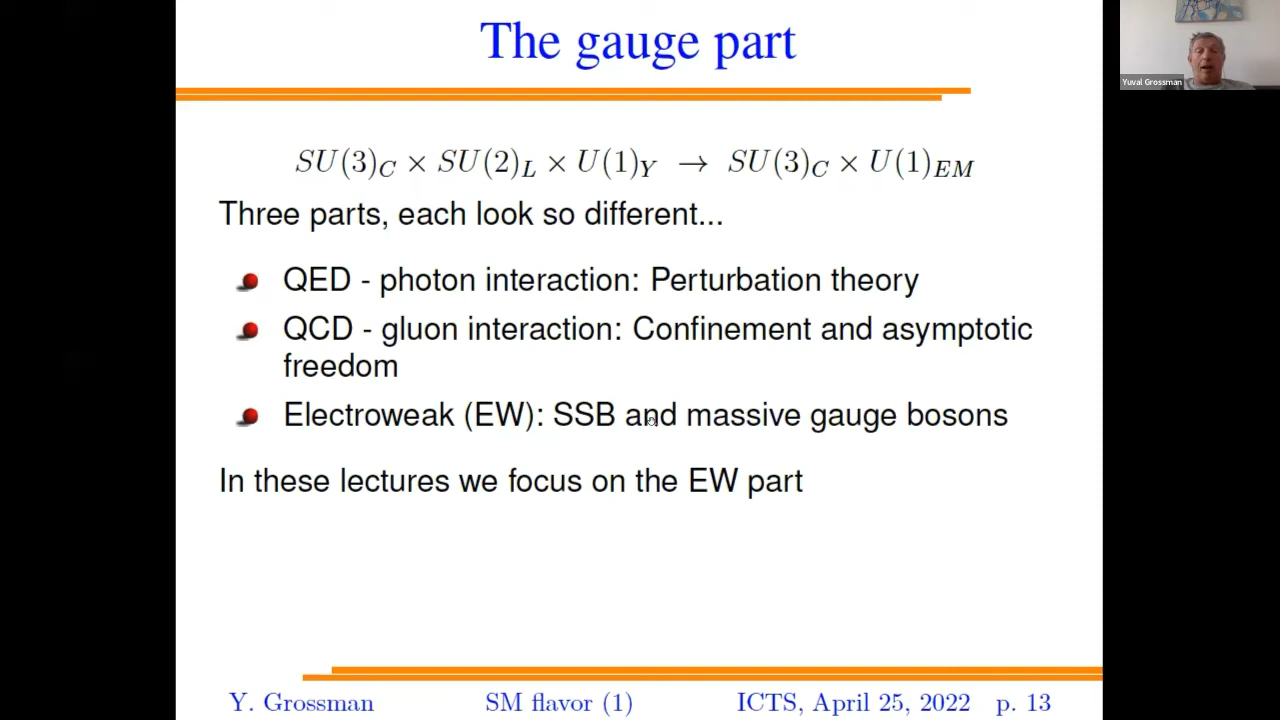 The gauge part
Yuval Grossman
SU(3)_C × SU(2)_L × U(1)_Y → SU(3)_C × U(1)_{EM}
Three parts, each look so different...
QED - photon interaction: Perturbation theory
QCD - gluon interaction: Confinement and asymptotic
freedom
Electroweak (EW): SSB and massive gauge bosons
In these lectures we focus on the EW part
Y. Grossman SM flavor (1) ICTS, April 25, 2022 p. 13